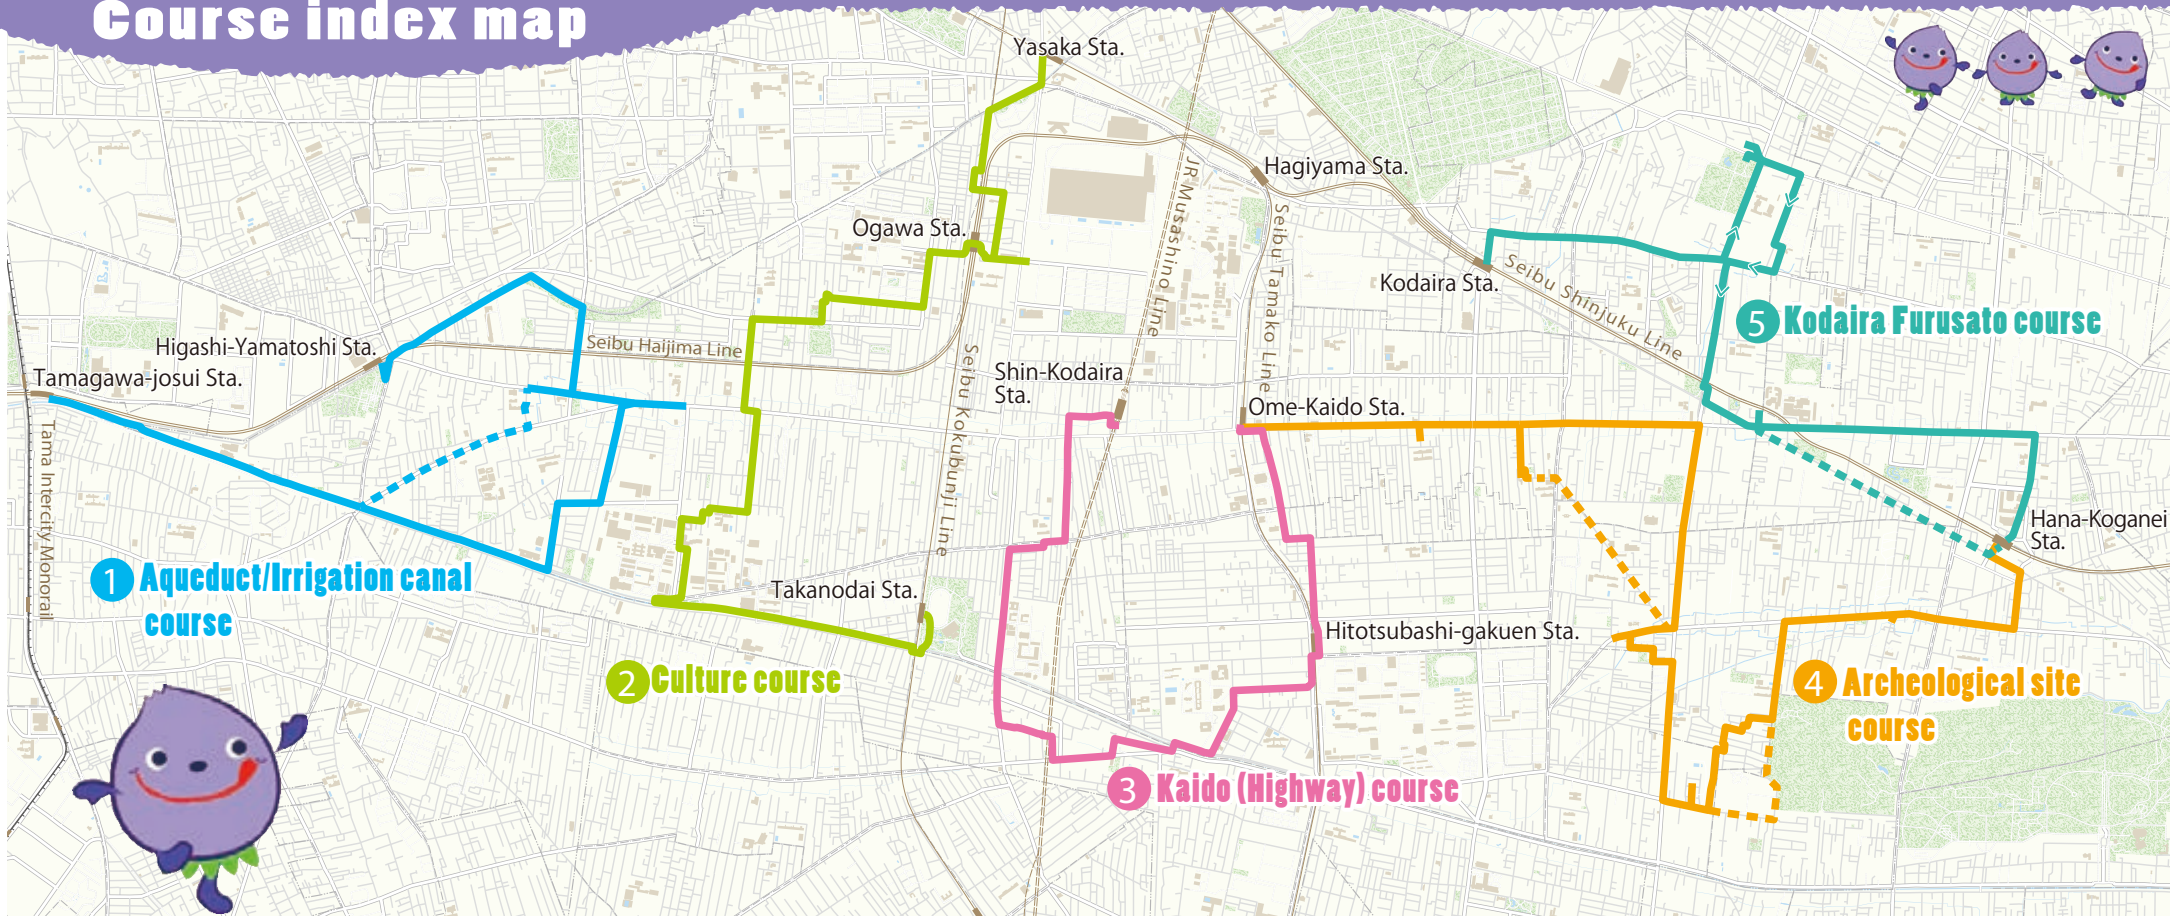 Course index map
Yasaka Sta.
Hagiyama Sta.
JR Musashino Line
Ogawa Sta.
Seibu Tamako Line
Kodaira Sta.
Seibu Shinjuku Line
5 Kodaira Furusato course
Higashi-Yamatoshi Sta.
Seibu Haijima Line
Tamagawa-josui Sta.
Seibu Kokubunji Line
Shin-Kodaira
Sta.
Ome-Kaido Sta.
Tama Intercity Monorail
Hana-Koganei
Sta.
1 Aqueduct/Irrigation canal
course
Takanodai Sta.
Hitotsubashi-gakuen Sta.
2 Culture course
4 Archeological site
course
3 Kaido (Highway) course